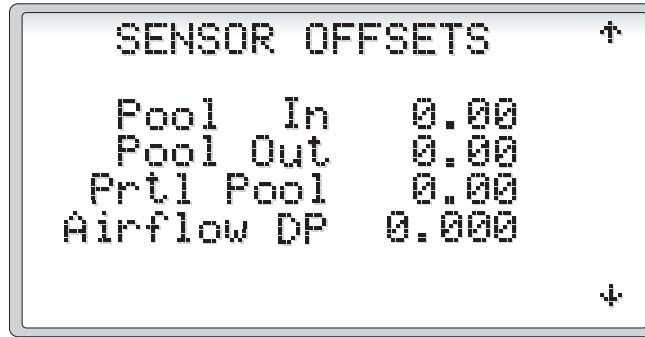 SENSOR OFFSETS ↑
Pool In 0.00
Pool Out 0.00
Prtl Pool 0.00
Airflow DP 0.000
↓